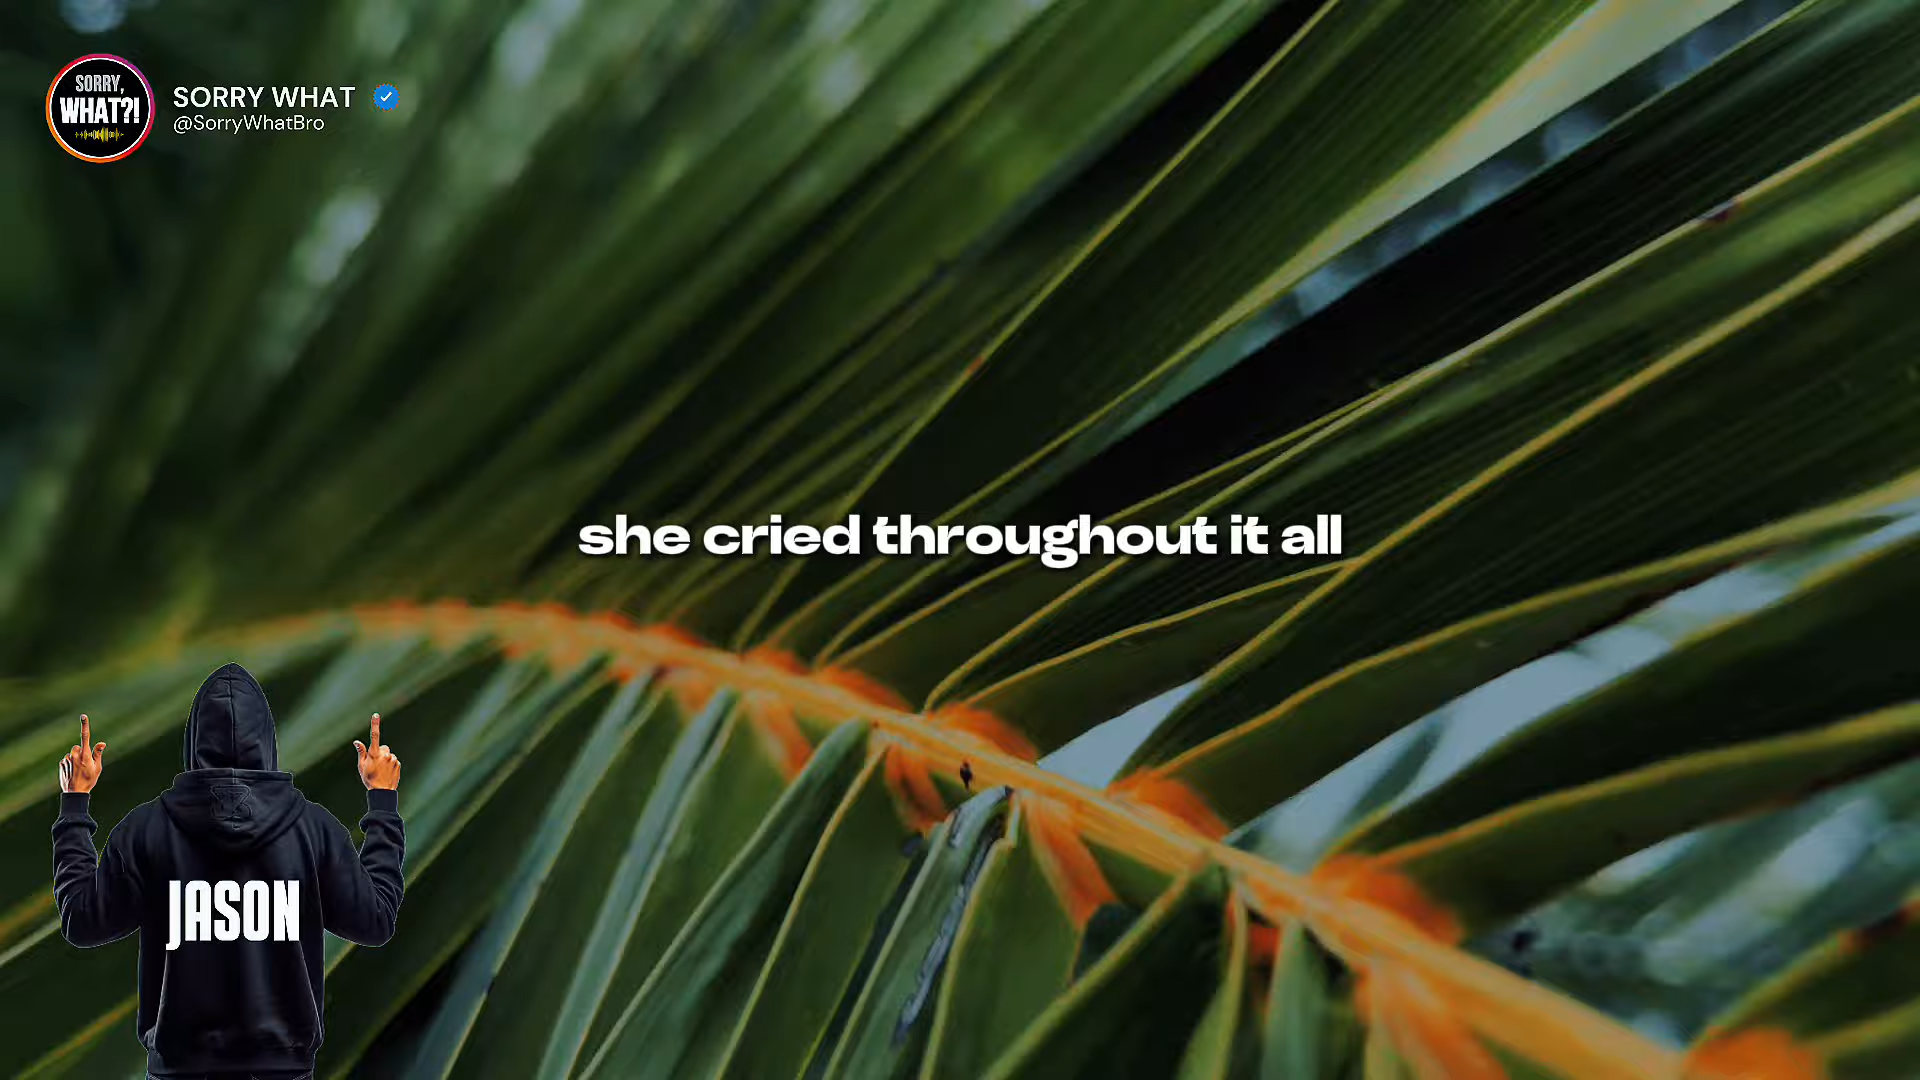 SORRY,
WHAT?!
SORRY WHAT
@SorryWhatBro
she cried throughout it all
JASON